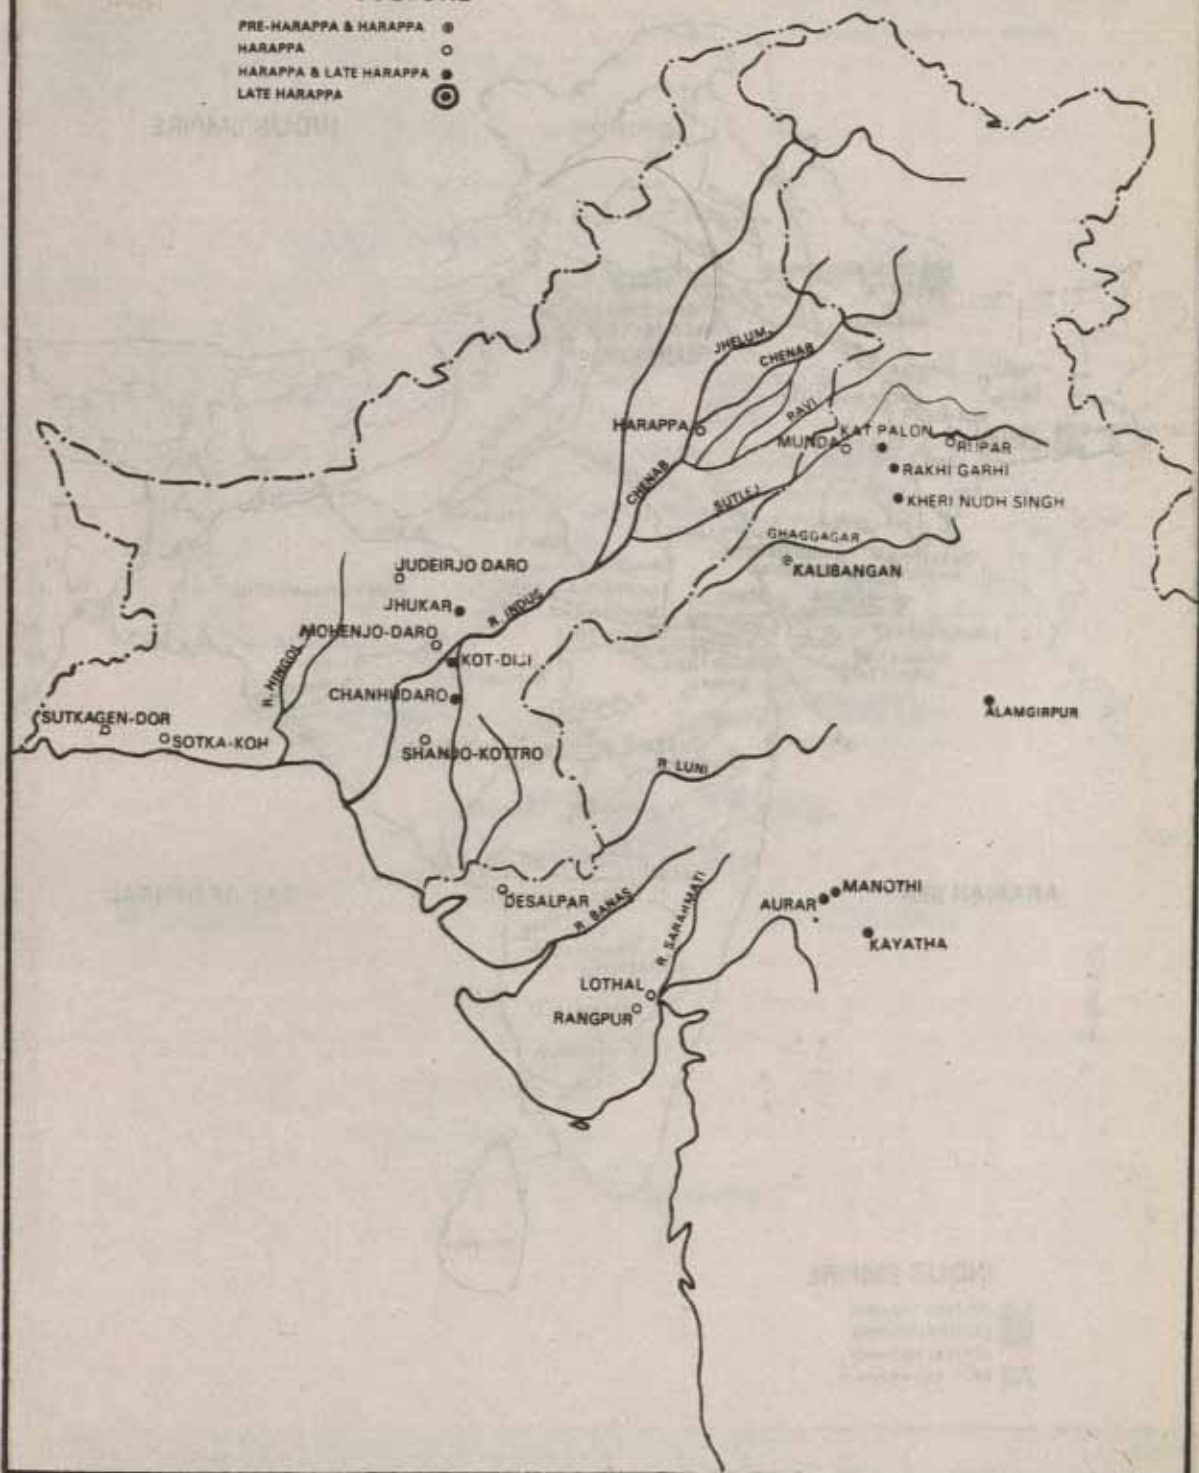 PRE-HARAPPA & HARAPPA
HARAPPA
HARAPPA & LATE HARAPPA
LATE HARAPPA
JHELUM
CHENAB
HARAPPA
RAVI
KAT PALON
MUNDA
RUPAR
RAKHI GARHI
CHENAB
SUTLEJ
KHERI NUDH SINGH
GHAGGAGAR
KALIBANGAN
JUDEIRJO DARO
JHUKAR
R. INDUS
MOHENJO-DARO
KOT-DIJI
R. HINGOL
CHANHUDARO
ALAMGIRPUR
SUTKAGEN-DOR
SOTKA-KOH
SHANJO-KOTTRO
R. LUNI
DESALPAR
R. BANAS
R. SARAHMATI
MANOTHI
AURAR
KAYATHA
LOTHAL
RANGPUR